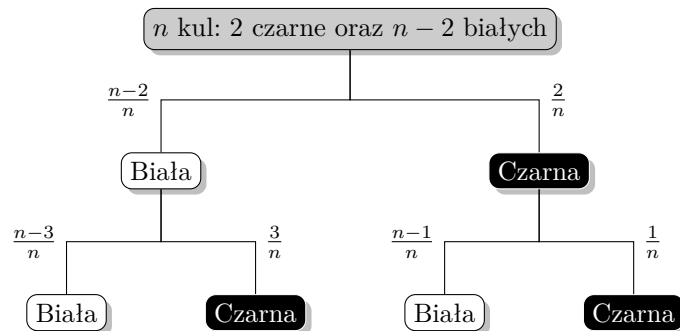 n kul: 2 czarne oraz n − 2 białych
n−2/n 2/n
Biała Czarna
n−3/n 3/n n−1/n 1/n
Biała Czarna Biała Czarna